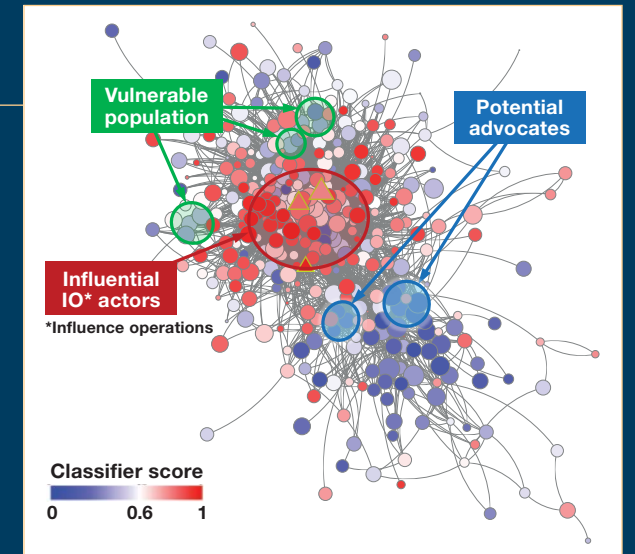 Vulnerable
population
Potential
advocates
Influential
IO* actors
*Influence operations
Classifier score
0 0.6 1